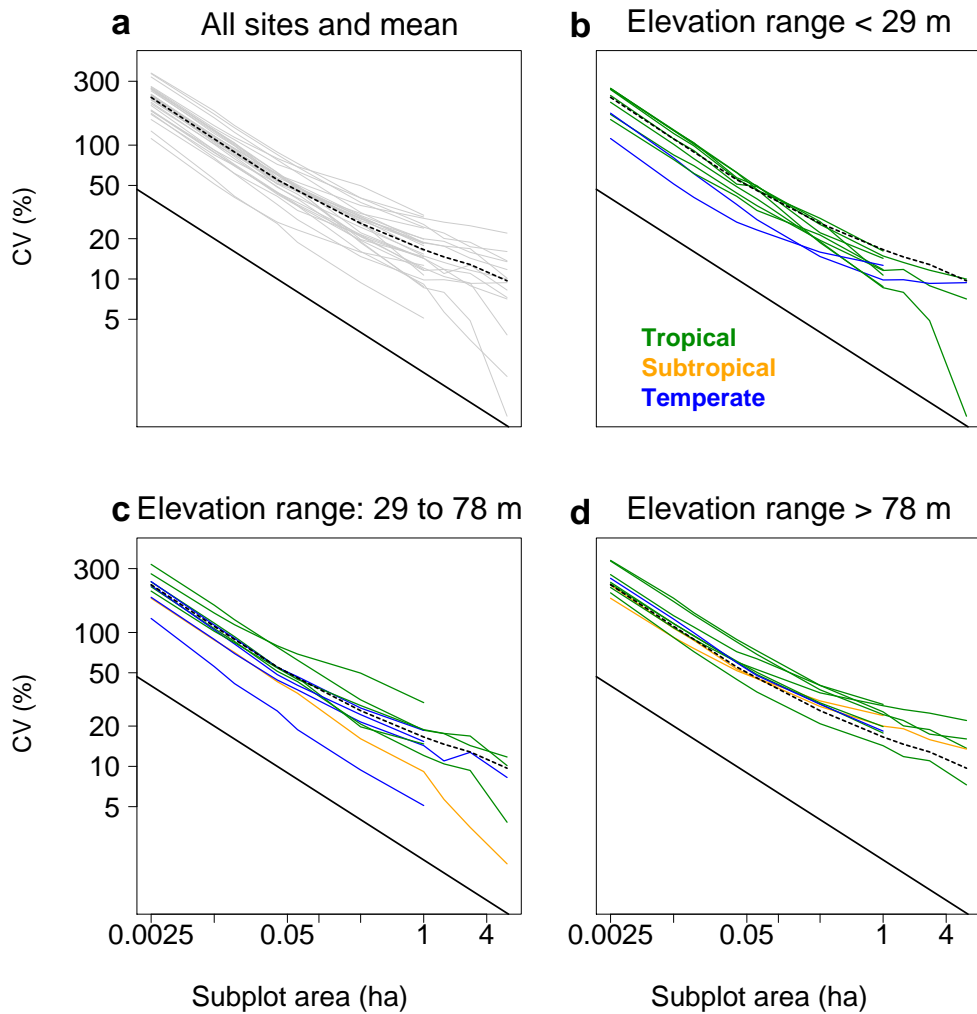 a All sites and mean
b Elevation range < 29 m
300
100
50
20
10
5
CV (%)
Tropical
Subtropical
Temperate
c Elevation range: 29 to 78 m
d Elevation range > 78 m
300
100
50
20
10
5
CV (%)
0.0025 0.05 1 4
0.0025 0.05 1 4
Subplot area (ha)
Subplot area (ha)